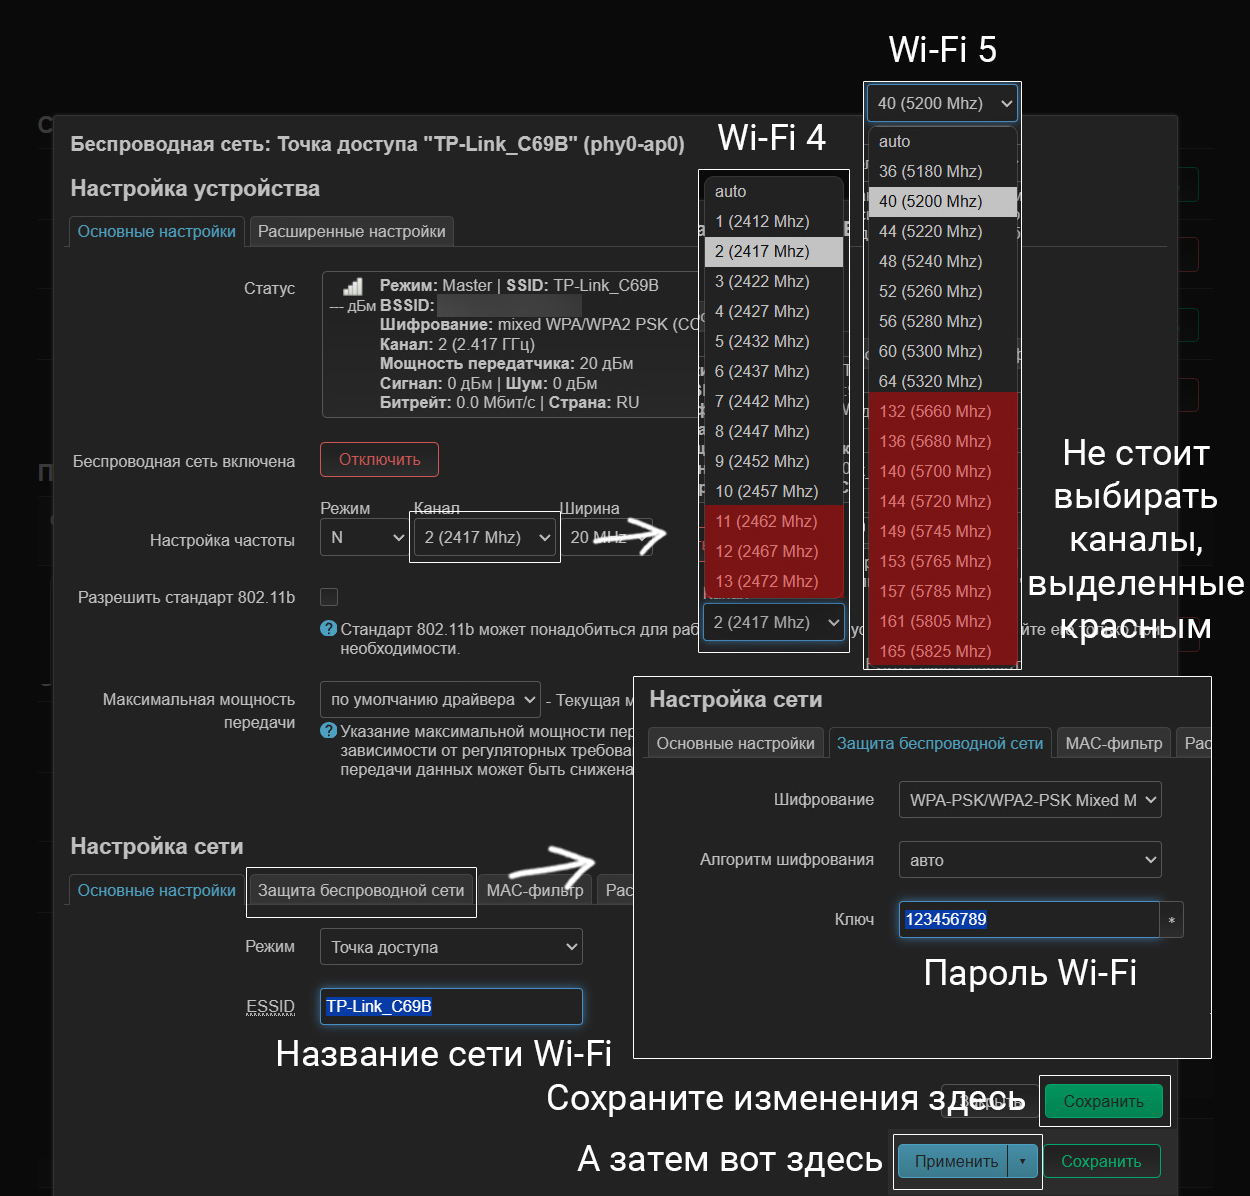 Wi-Fi 5
40 (5200 Mhz)
auto
36 (5180 Mhz)
40 (5200 Mhz)
44 (5220 Mhz)
48 (5240 Mhz)
52 (5260 Mhz)
56 (5280 Mhz)
60 (5300 Mhz)
64 (5320 Mhz)
132 (5660 Mhz)
136 (5680 Mhz)
140 (5700 Mhz)
144 (5720 Mhz)
149 (5745 Mhz)
153 (5765 Mhz)
157 (5785 Mhz)
161 (5805 Mhz)
165 (5825 Mhz)
Wi-Fi 4
auto
1 (2412 Mhz)
2 (2417 Mhz)
3 (2422 Mhz)
4 (2427 Mhz)
5 (2432 Mhz)
6 (2437 Mhz)
7 (2442 Mhz)
8 (2447 Mhz)
9 (2452 Mhz)
10 (2457 Mhz)
11 (2462 Mhz)
12 (2467 Mhz)
13 (2472 Mhz)
2 (2417 Mhz)
Не стоит
выбирать
каналы,
выделенные
красным
Беспроводная сеть: Точка доступа "TP-Link_C69B" (phy0-ap0)
Настройка устройства
Основные настройки Расширенные настройки
Статус
--- дБм
Режим: Master | SSID: TP-Link_C69B
BSSID:
Шифрование: mixed WPA/WPA2 PSK (CC
Канал: 2 (2.417 ГГц)
Мощность передатчика: 20 дБм
Сигнал: 0 дБм | Шум: 0 дБм
Битрейт: 0.0 Мбит/с | Страна: RU
Беспроводная сеть включена Отключить
Режим Канал Ширина
Настройка частоты N 2 (2417 Mhz) 20 MHz
Разрешить стандарт 802.11b
Стандарт 802.11b может понадобиться для раб
необходимости.
Максимальная мощность
передачи
по умолчанию драйвера - Текущая м
Указание максимальной мощности пер
зависимости от регуляторных требова
передачи данных может быть снижена
Настройка сети
Основные настройки Защита беспроводной сети MAC-фильтр Рас
Режим Точка доступа
ESSID TP-Link_C69B
Название сети Wi-Fi
Настройка сети
Основные настройки Защита беспроводной сети MAC-фильтр Рас
Шифрование WPA-PSK/WPA2-PSK Mixed M
Алгоритм шифрования авто
Ключ 123456789 *
Пароль Wi-Fi
Сохраните изменения здесь Закрыть Сохранить
А затем вот здесь Применить Сохранить